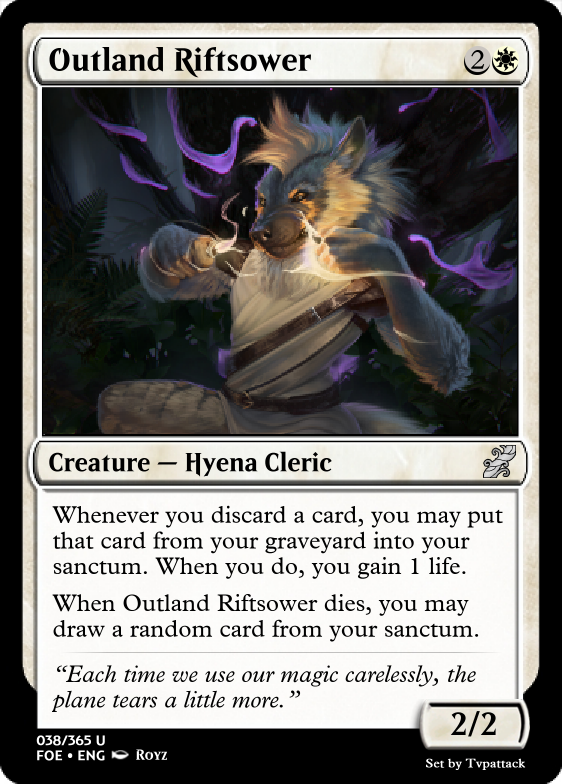 Outland Riftsower
2
Creature — Hyena Cleric
Whenever you discard a card, you may put
that card from your graveyard into your
sanctum. When you do, you gain 1 life.
When Outland Riftsower dies, you may
draw a random card from your sanctum.
“Each time we use our magic carelessly, the
plane tears a little more.”
2/2
038/365 U
FOE • ENG Royz
Set by Tvpattack